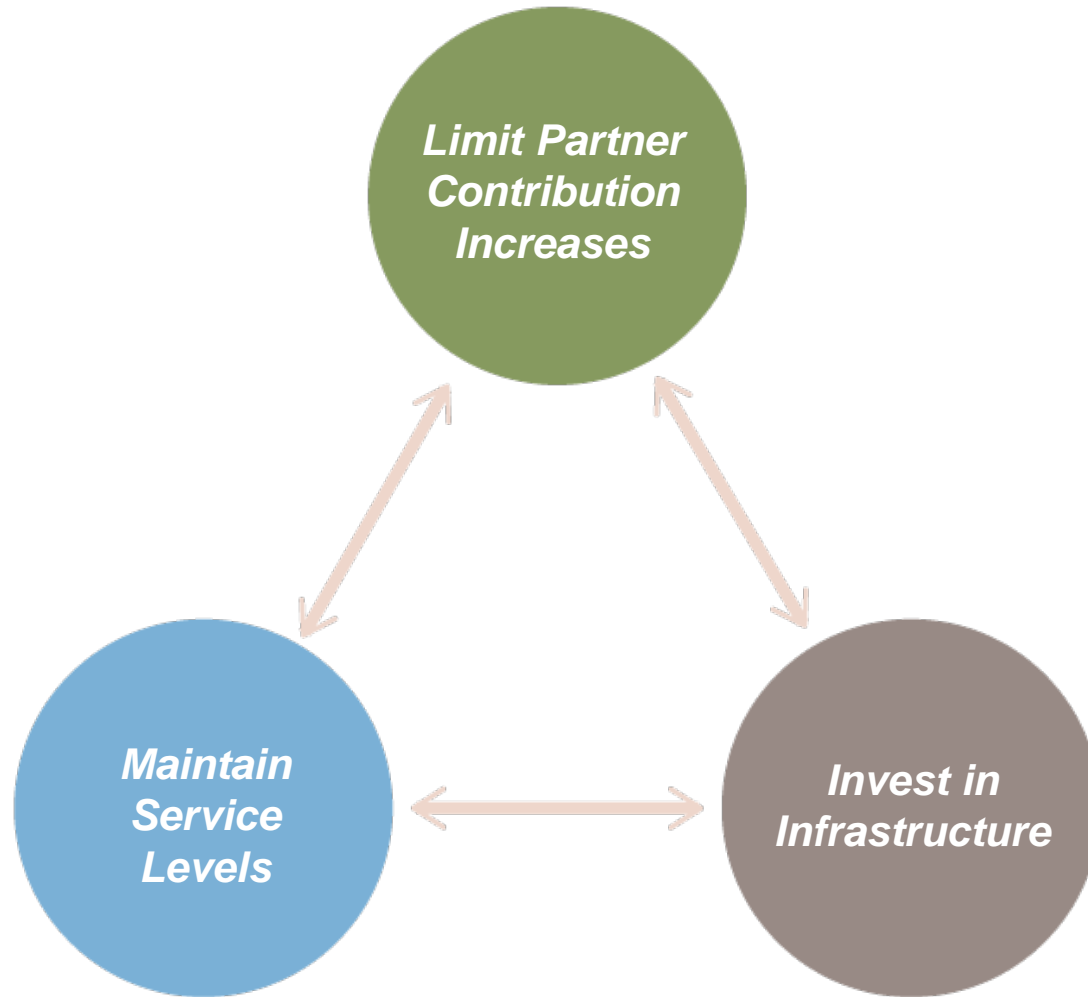 Limit Partner
Contribution
Increases
Maintain
Service
Levels
Invest in
Infrastructure